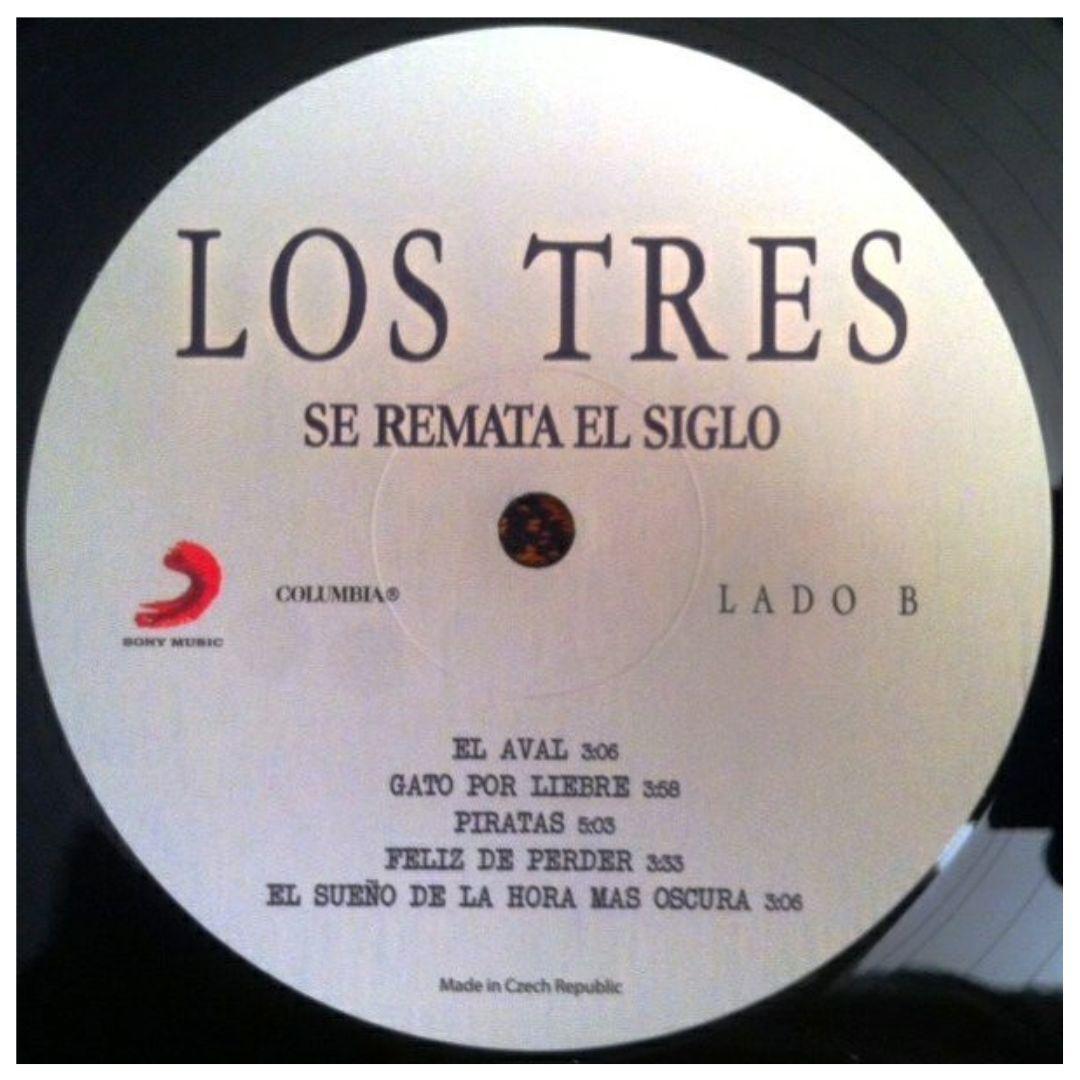 LOS TRES
SE REMATA EL SIGLO
SONY MUSIC
COLUMBIA®
LADO B
EL AVAL 3:06
GATO POR LIEBRE 3:58
PIRATAS 5:03
FELIZ DE PERDER 3:33
EL SUEÑO DE LA HORA MAS OSCURA 3:06
Made in Czech Republic